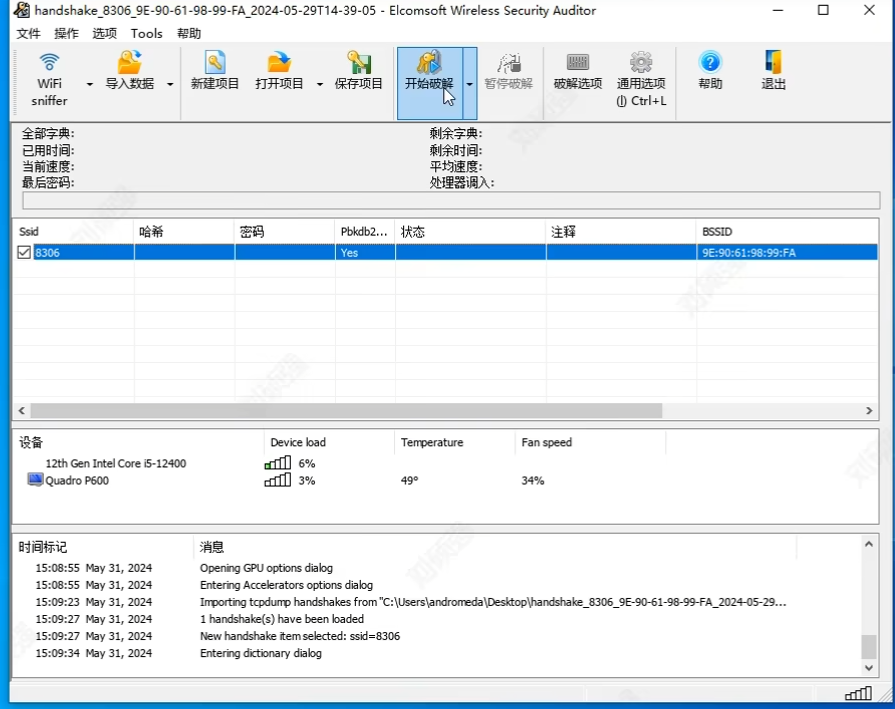 handshake_8306_9E-90-61-98-99-FA_2024-05-29T14-39-05 - Elcomsoft Wireless Security Auditor
文件 操作 选项 Tools 帮助
WiFi sniffer 导入数据 新建项目 打开项目 保存项目 开始破解 暂停破解 破解选项 通用选项 (J) Ctrl+L 帮助 退出
全部字典: 剩余字典:
已用时间: 剩余时间:
当前速度: 平均速度:
最后密码: 处理器调入:
Ssid 哈希 密码 Pbkdb2... 状态 注释 BSSID
8306 Yes 9E:90:61:98:99:FA
设备 Device load Temperature Fan speed
12th Gen Intel Core i5-12400 6%
Quadro P600 3% 49° 34%
时间标记 消息
15:08:55 May 31, 2024 Opening GPU options dialog
15:08:55 May 31, 2024 Entering Accelerators options dialog
15:09:23 May 31, 2024 Importing tcpdump handshakes from "C:\Users\andromeda\Desktop\handshake_8306_9E-90-61-98-99-FA_2024-05-29...
15:09:27 May 31, 2024 1 handshake(s) have been loaded
15:09:27 May 31, 2024 New handshake item selected: ssid=8306
15:09:34 May 31, 2024 Entering dictionary dialog